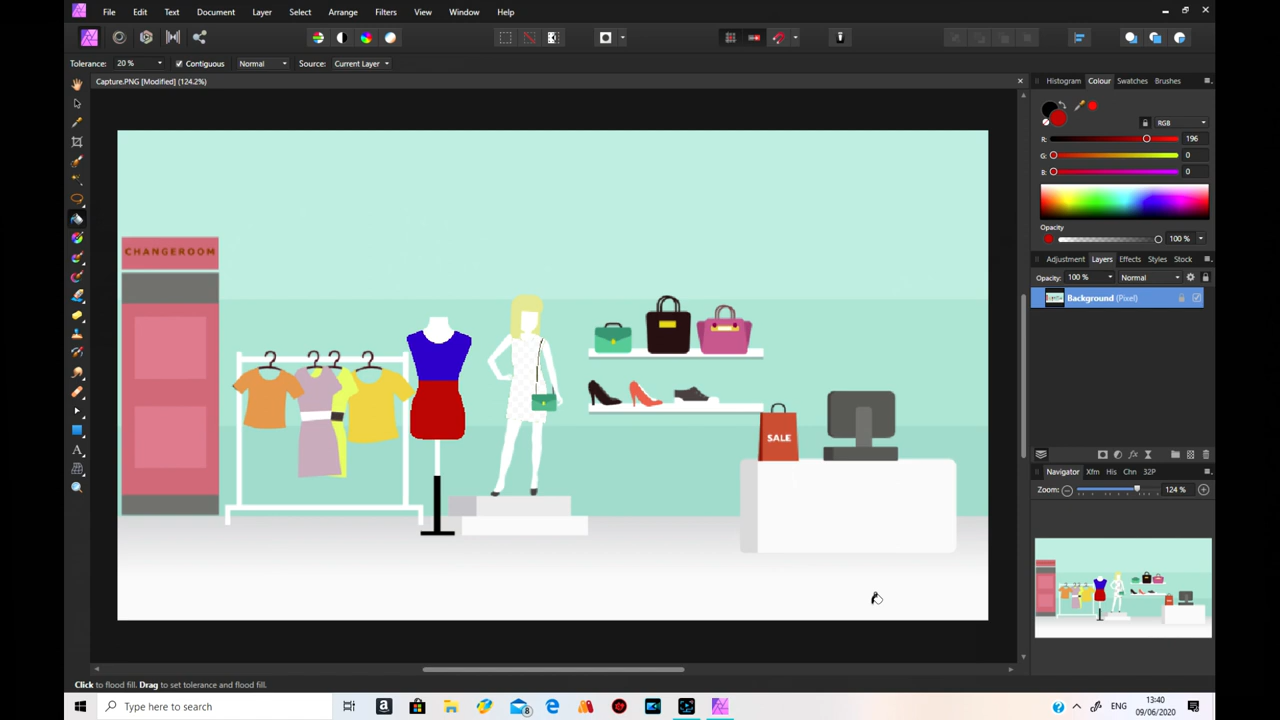 File Edit Text Document Layer Select Arrange Filters View Window Help
Tolerance: 20 % Contiguous Normal Source: Current Layer
Capture.PNG [Modified] (124.2%)
Histogram Colour Swatches Brushes
RGB
R: 196
G: 0
B: 0
Opacity
100 %
Adjustment Layers Effects Styles Stock
Opacity: 100 % Normal
Background (Pixel)
CHANGEROOM
SALE
Navigator Xfm His Chn 32P
Zoom: 124 %
Click to flood fill. Drag to set tolerance and flood fill.
Type here to search
8
ENG
13:40
09/06/2020